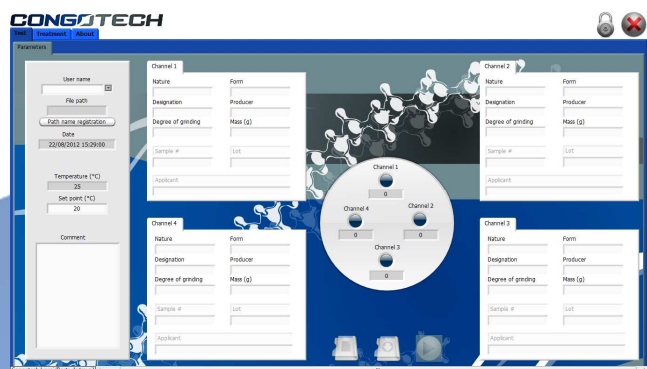 CONGOTECH
Test Treatment About
Parameters
User name
File path
Path name registration
Date
22/08/2012 15:29:00
Temperature (°C)
25
Set point (°C)
20
Comment
Channel 1
Nature Form
Designation Producer
Degree of grinding Mass (g)
Sample # Lot
Applicant
Channel 2
Nature Form
Designation Producer
Degree of grinding Mass (g)
Sample # Lot
Applicant
Channel 1
0
Channel 4 Channel 2
0 0
Channel 3
0
Channel 4
Nature Form
Designation Producer
Degree of grinding Mass (g)
Sample # Lot
Applicant
Channel 3
Nature Form
Designation Producer
Degree of grinding Mass (g)
Sample # Lot
Applicant